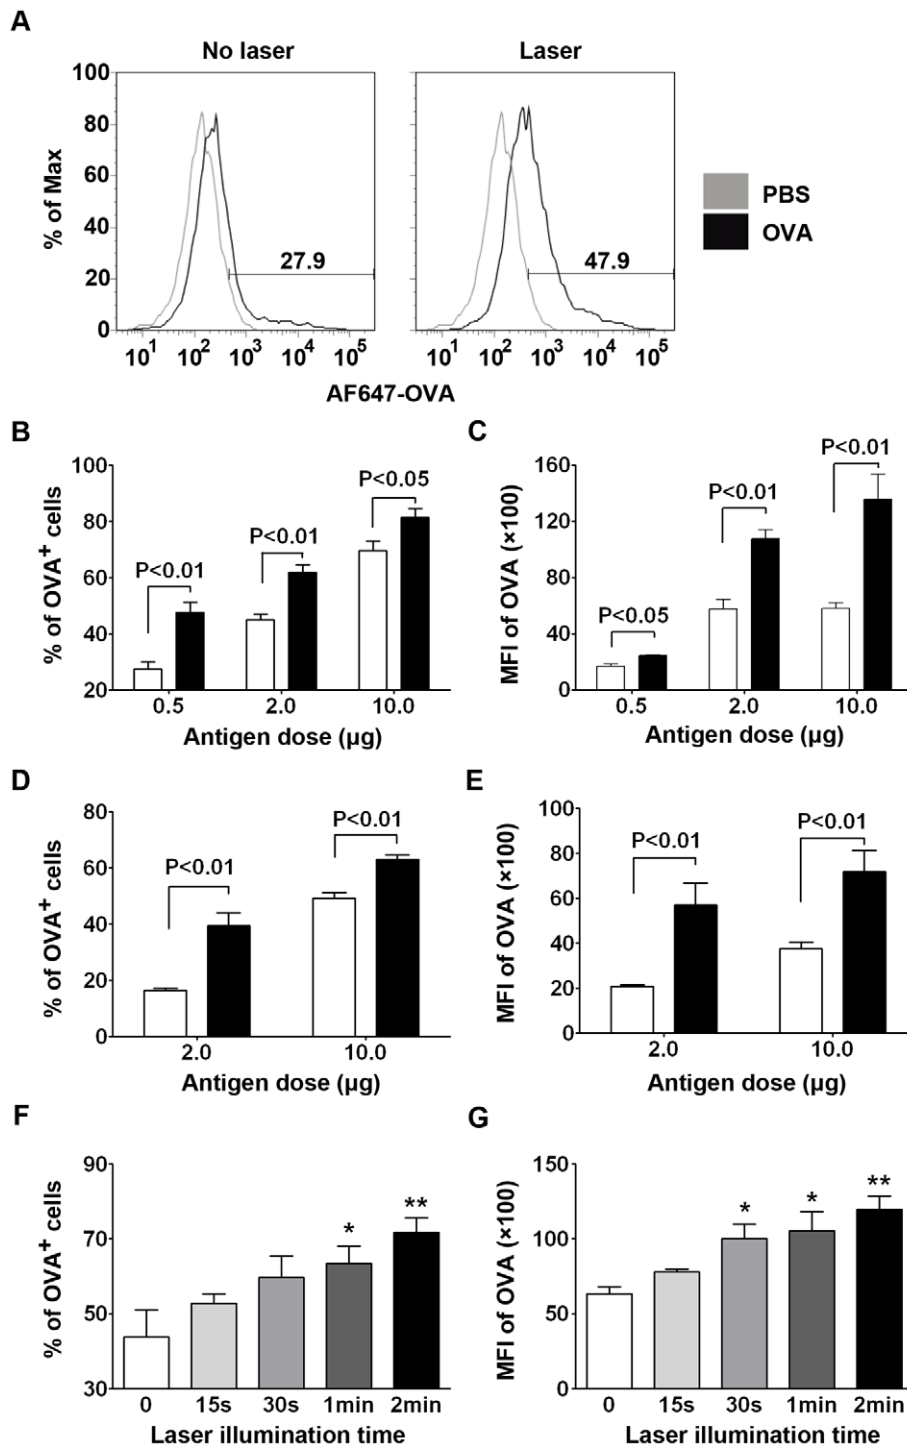 A
No laser
Laser
% of Max
100
80
60
40
20
0
27.9
47.9
10¹ 10² 10³ 10⁴ 10⁵
10¹ 10² 10³ 10⁴ 10⁵
AF647-OVA
PBS
OVA
B
% of OVA⁺ cells
100
80
60
40
20
P<0.01
P<0.01
P<0.05
0.5 2.0 10.0
Antigen dose (μg)
C
MFI of OVA (×100)
160
120
80
40
0
P<0.05
P<0.01
P<0.01
0.5 2.0 10.0
Antigen dose (μg)
D
% of OVA⁺ cells
80
60
40
20
0
P<0.01
P<0.01
2.0 10.0
Antigen dose (μg)
E
MFI of OVA (×100)
100
80
60
40
20
0
P<0.01
P<0.01
2.0 10.0
Antigen dose (μg)
F
% of OVA⁺ cells
90
70
50
30
* **
0 15s 30s 1min 2min
Laser illumination time
G
MFI of OVA (×100)
150
100
50
0
* * **
0 15s 30s 1min 2min
Laser illumination time